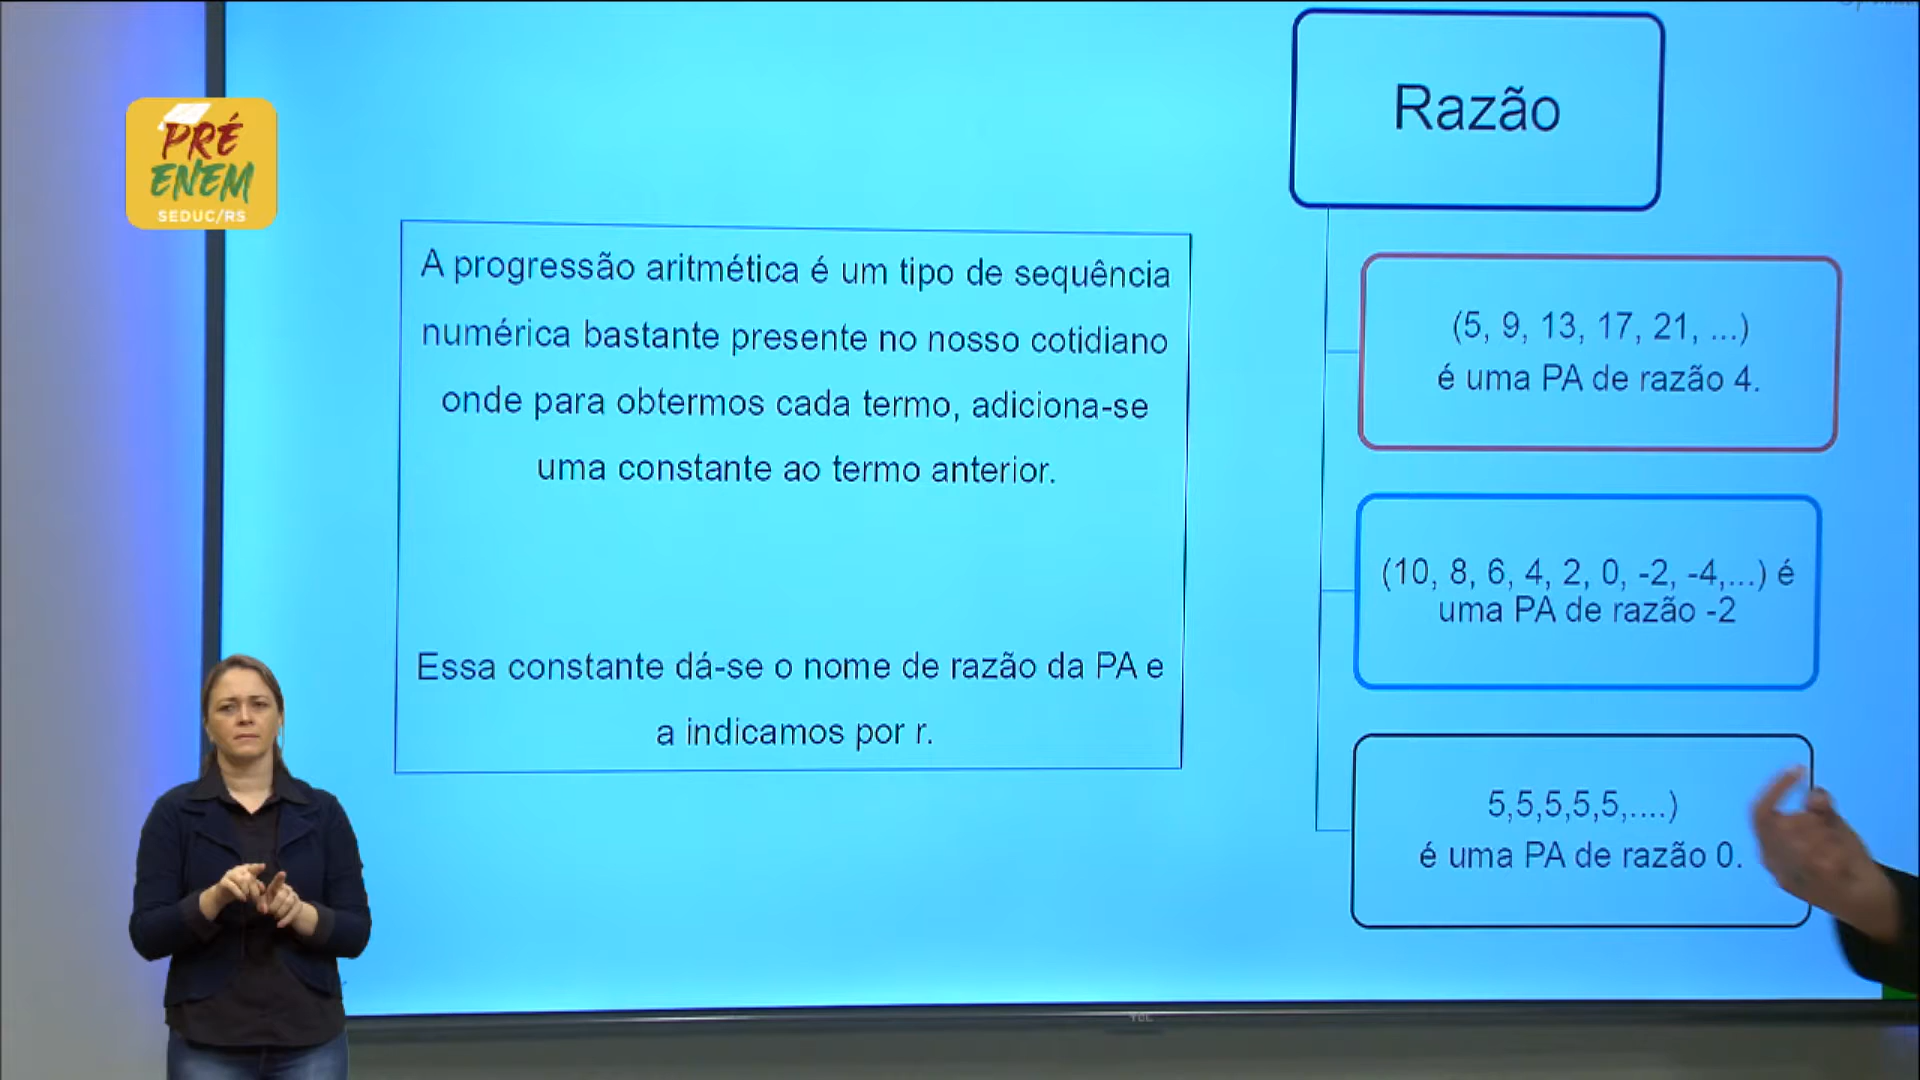 PRÉ
ENEM
SEDUC/RS
Razão
A progressão aritmética é um tipo de sequência
numérica bastante presente no nosso cotidiano
onde para obtermos cada termo, adiciona-se
uma constante ao termo anterior.
Essa constante dá-se o nome de razão da PA e
a indicamos por r.
(5, 9, 13, 17, 21, ...)
é uma PA de razão 4.
(10, 8, 6, 4, 2, 0, -2, -4,...) é
uma PA de razão -2
5,5,5,5,5,....)
é uma PA de razão 0.
TCL